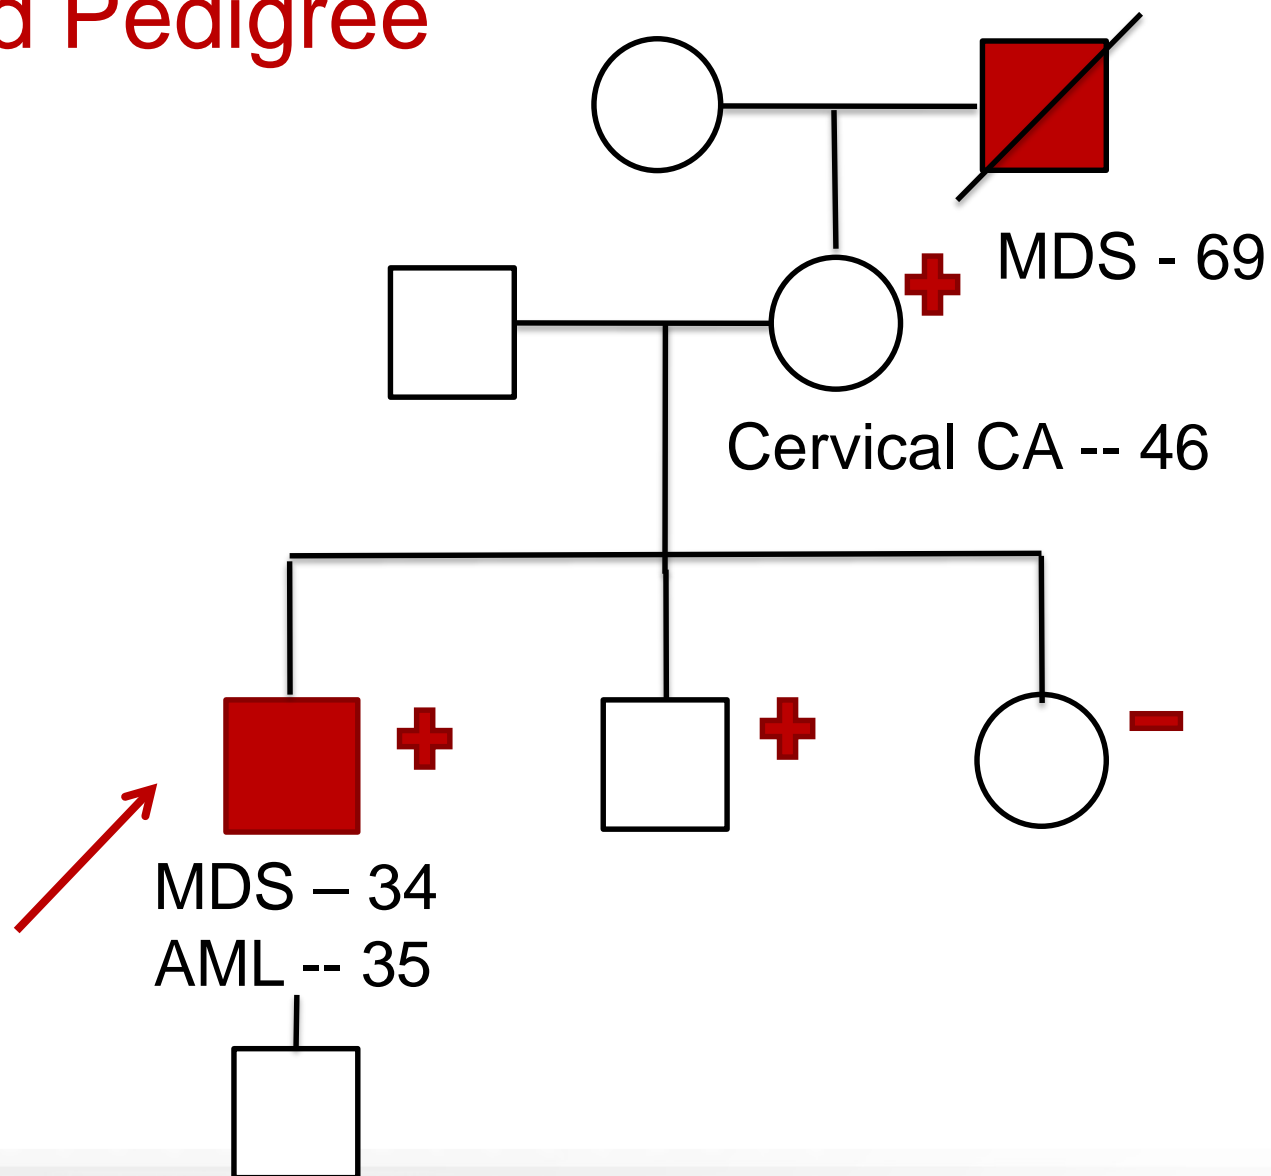 Pedigree
MDS - 69
Cervical CA -- 46
MDS – 34
AML -- 35